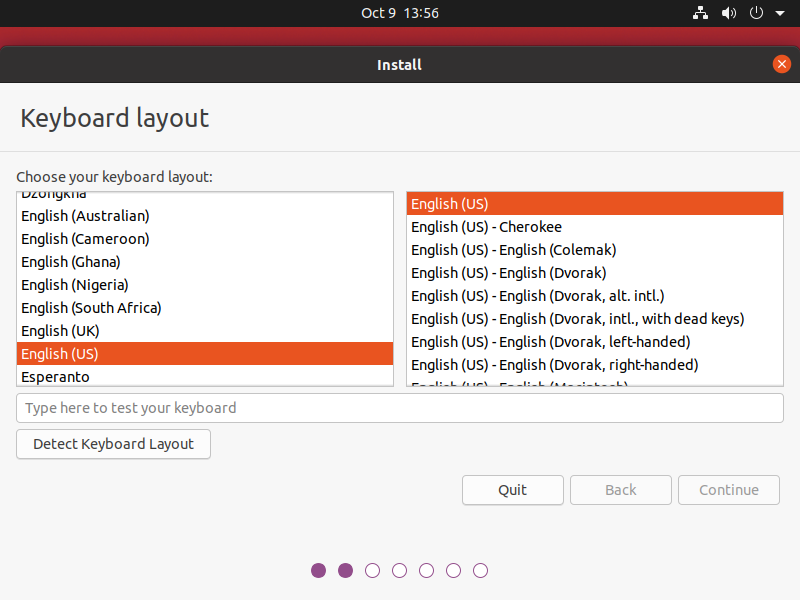 Oct 9 13:56
Install
Keyboard layout
Choose your keyboard layout:
Dzongkha
English (Australian)
English (Cameroon)
English (Ghana)
English (Nigeria)
English (South Africa)
English (UK)
English (US)
Esperanto
English (US)
English (US) - Cherokee
English (US) - English (Colemak)
English (US) - English (Dvorak)
English (US) - English (Dvorak, alt. intl.)
English (US) - English (Dvorak, intl., with dead keys)
English (US) - English (Dvorak, left-handed)
English (US) - English (Dvorak, right-handed)
English (US) - English (Macintosh)
Type here to test your keyboard
Detect Keyboard Layout
Quit
Back
Continue